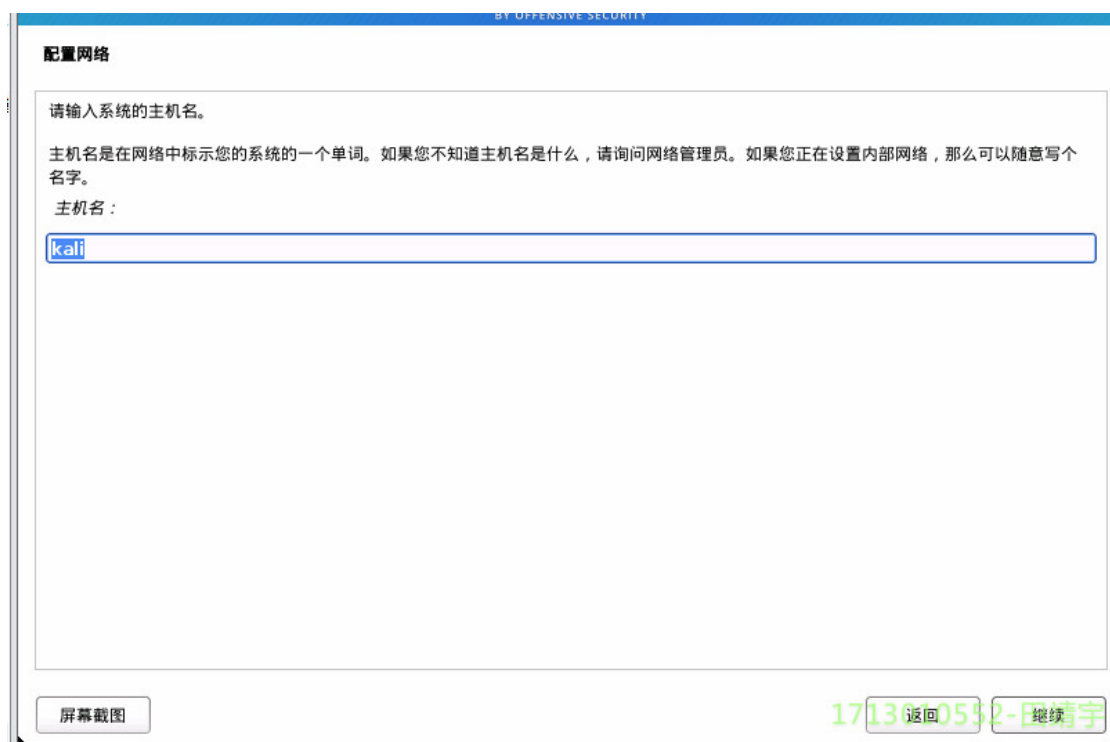 BY OFFENSIVE SECURITY
配置网络
请输入系统的主机名。
主机名是在网络中标示您的系统的一个单词。如果您不知道主机名是什么，请询问网络管理员。如果您正在设置内部网络，那么可以随意写个
名字。
主机名：
kali
屏幕截图
返回
继续
1713010552-田靖宇